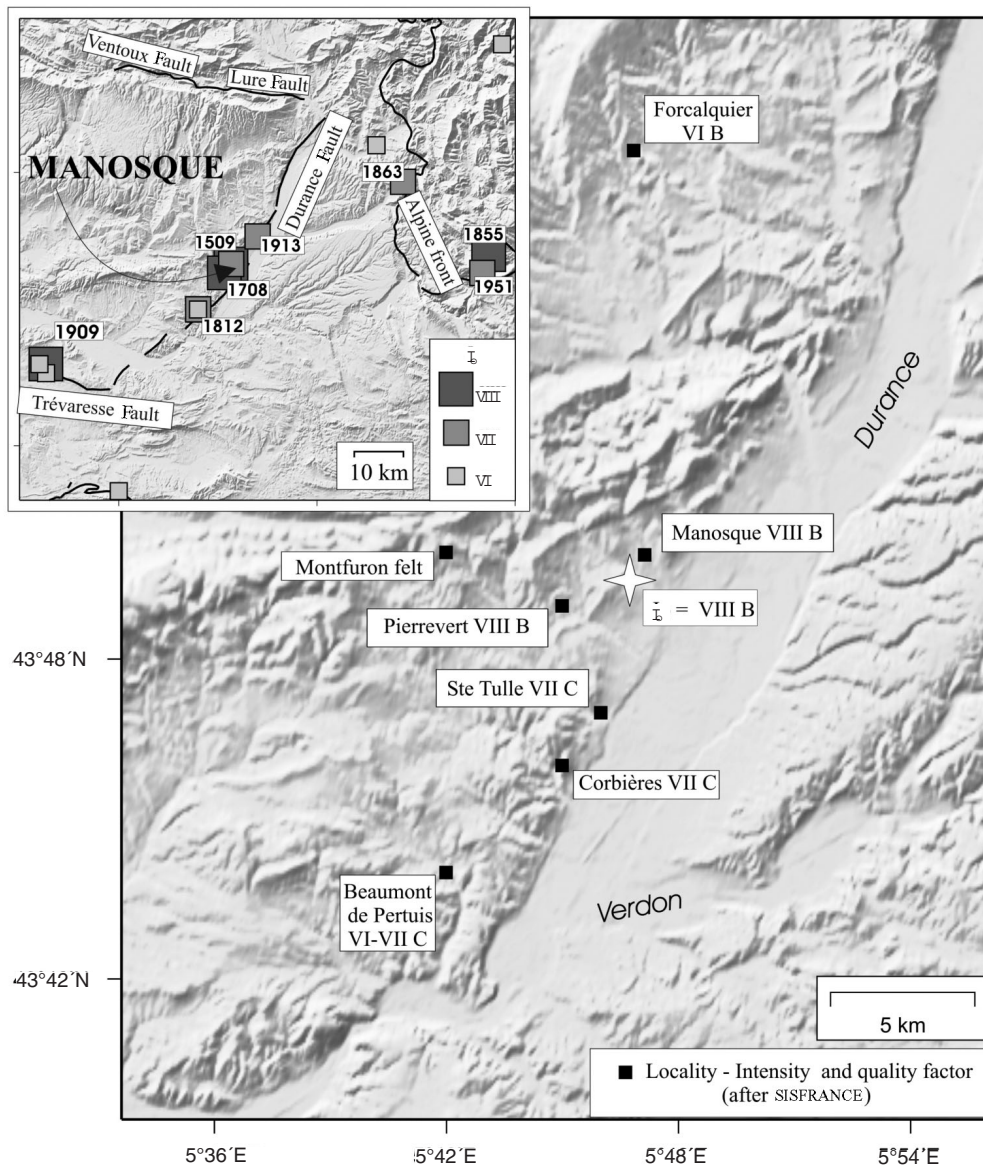 Ventoux Fault
Lure Fault
MANOSQUE
Durance Fault
1863
Alpine front
1855
1509
1913
1951
1708
1812
1909
Trévaresse Fault
I₀
VIII
VII
VI
10 km
Forcalquier
VI B
Durance
Manosque VIII B
Montfuron felt
I₀ = VIII B
Pierrevert VIII B
43°48´N
Ste Tulle VII C
Corbières VII C
Beaumont
de Pertuis
VI-VII C
Verdon
43°42´N
5 km
■ Locality - Intensity and quality factor
(after SISFRANCE)
5°36´E
5°42´E
5°48´E
5°54´E